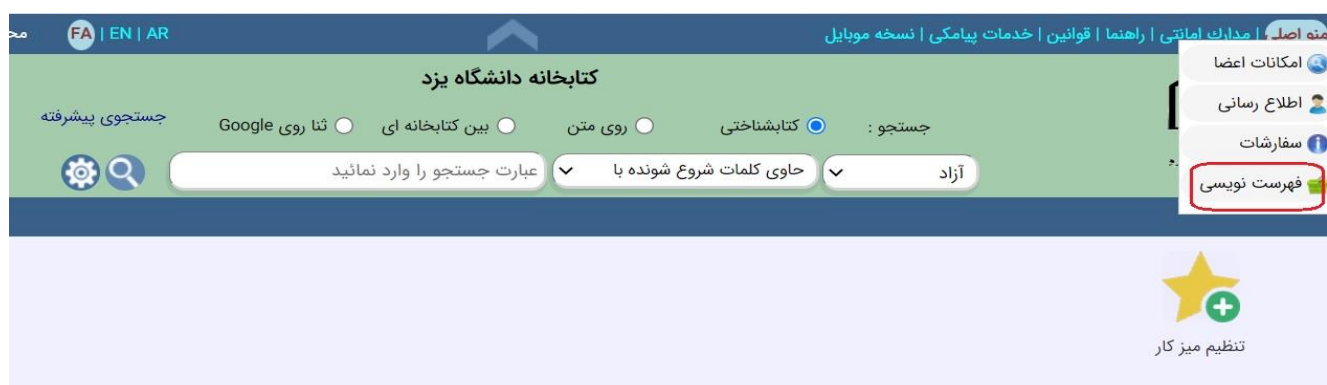 منو اصلی | مدارك امانتی | راهنما | قوانین | خدمات پیامکی | نسخه موبایل
FA | EN | AR
امکانات اعضا
اطلاع رسانی
سفارشات
فهرست نویسی
کتابخانه دانشگاه یزد
جستجو : کتابشناختی روی متن بین کتابخانه ای ثنا روی Google
جستجوی پیشرفته
آزاد حاوی کلمات شروع شونده با عبارت جستجو را وارد نمائید
تنظیم میز کار